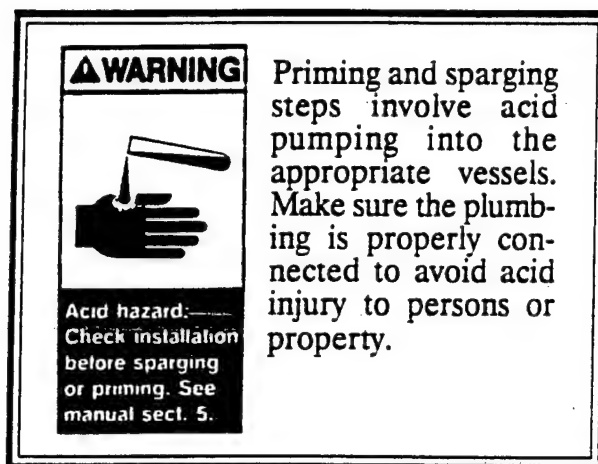 WARNING
Acid hazard:
Check installation
before sparging
or priming. See
manual sect. 5.
Priming and sparging
steps involve acid
pumping into the
appropriate vessels.
Make sure the plumb-
ing is properly con-
nected to avoid acid
injury to persons or
property.